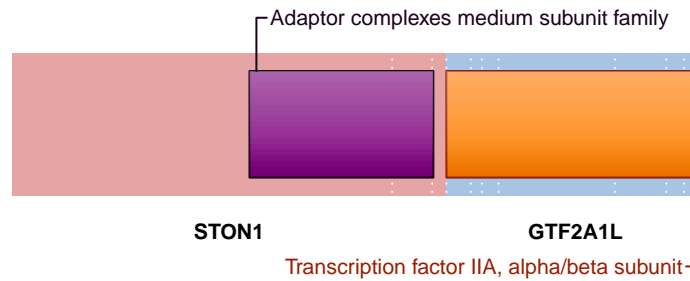 Adaptor complexes medium subunit family
STON1
GTF2A1L
Transcription factor IIA, alpha/beta subunit